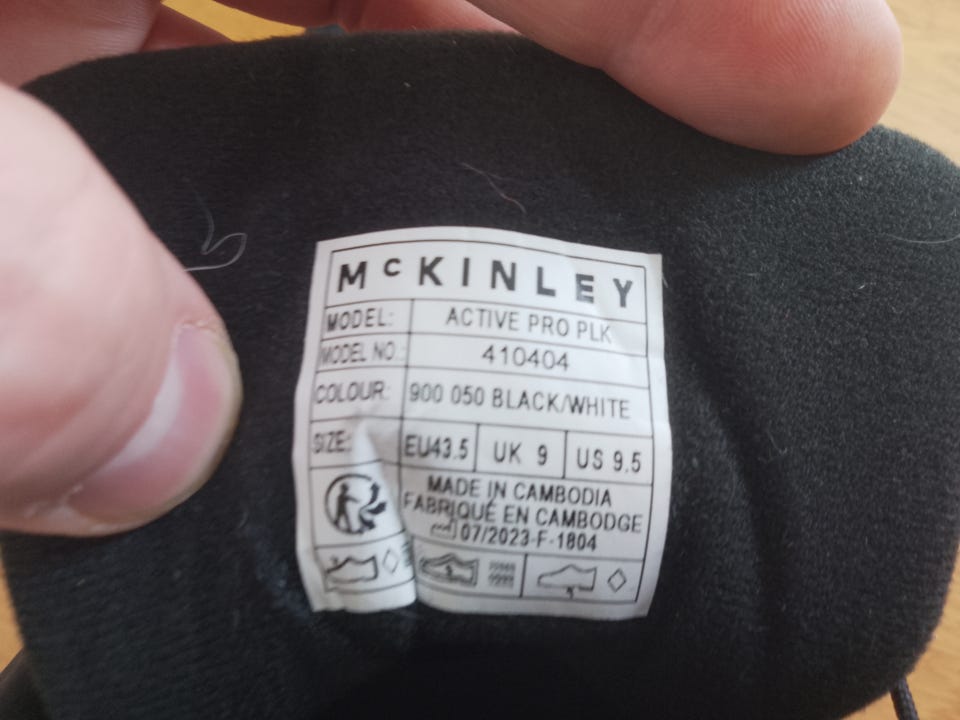 McKINLEY
MODEL: ACTIVE PRO PLK
MODEL NO.: 410404
COLOUR: 900 050 BLACK/WHITE
SIZE: EU43.5 UK 9 US 9.5
MADE IN CAMBODIA
FABRIQUÉ EN CAMBODGE
07/2023-F-1804